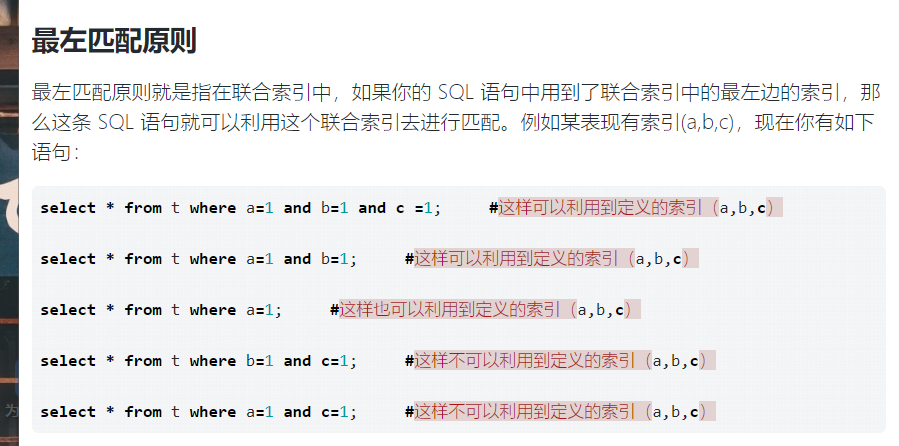 最左匹配原则
最左匹配原则就是指在联合索引中，如果你的 SQL 语句中用到了联合索引中的最左边的索引，那
么这条 SQL 语句就可以利用这个联合索引去进行匹配。例如某表现有索引(a,b,c)，现在你有如下
语句：
select * from t where a=1 and b=1 and c =1;     #这样可以利用到定义的索引（a,b,c）
select * from t where a=1 and b=1;     #这样可以利用到定义的索引（a,b,c）
select * from t where a=1;     #这样也可以利用到定义的索引（a,b,c）
select * from t where b=1 and c=1;     #这样不可以利用到定义的索引（a,b,c）
select * from t where a=1 and c=1;     #这样不可以利用到定义的索引（a,b,c）
为